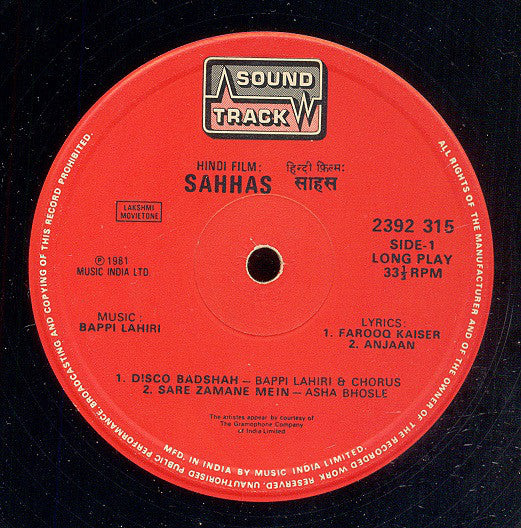 SOUND
TRACK
HINDI FILM: हिन्दी फ़िल्म:
SAHHAS साहस
LAKSHMI
MOVIETONE
2392 315
SIDE-1
LONG PLAY
33⅓ RPM
℗ 1981
MUSIC INDIA LTD.
MUSIC:
BAPPI LAHIRI
LYRICS:
1. FAROOQ KAISER
2. ANJAAN
1. D!SCO BADSHAH — BAPPI LAHIRI & CHORUS
2. SARE ZAMANE MEIN — ASHA BHOSLE
The artistes appear by courtesy of
The Gramophone Company
of India Limited
MFD. IN INDIA BY MUSIC INDIA LIMITED.
ALL RIGHTS OF THE MANUFACTURER AND OF THE OWNER OF THE RECORDED WORK RESERVED. UNAUTHORISED PUBLIC PERFORMANCE BROADCASTING AND COPYING OF THIS RECORD PROHIBITED.